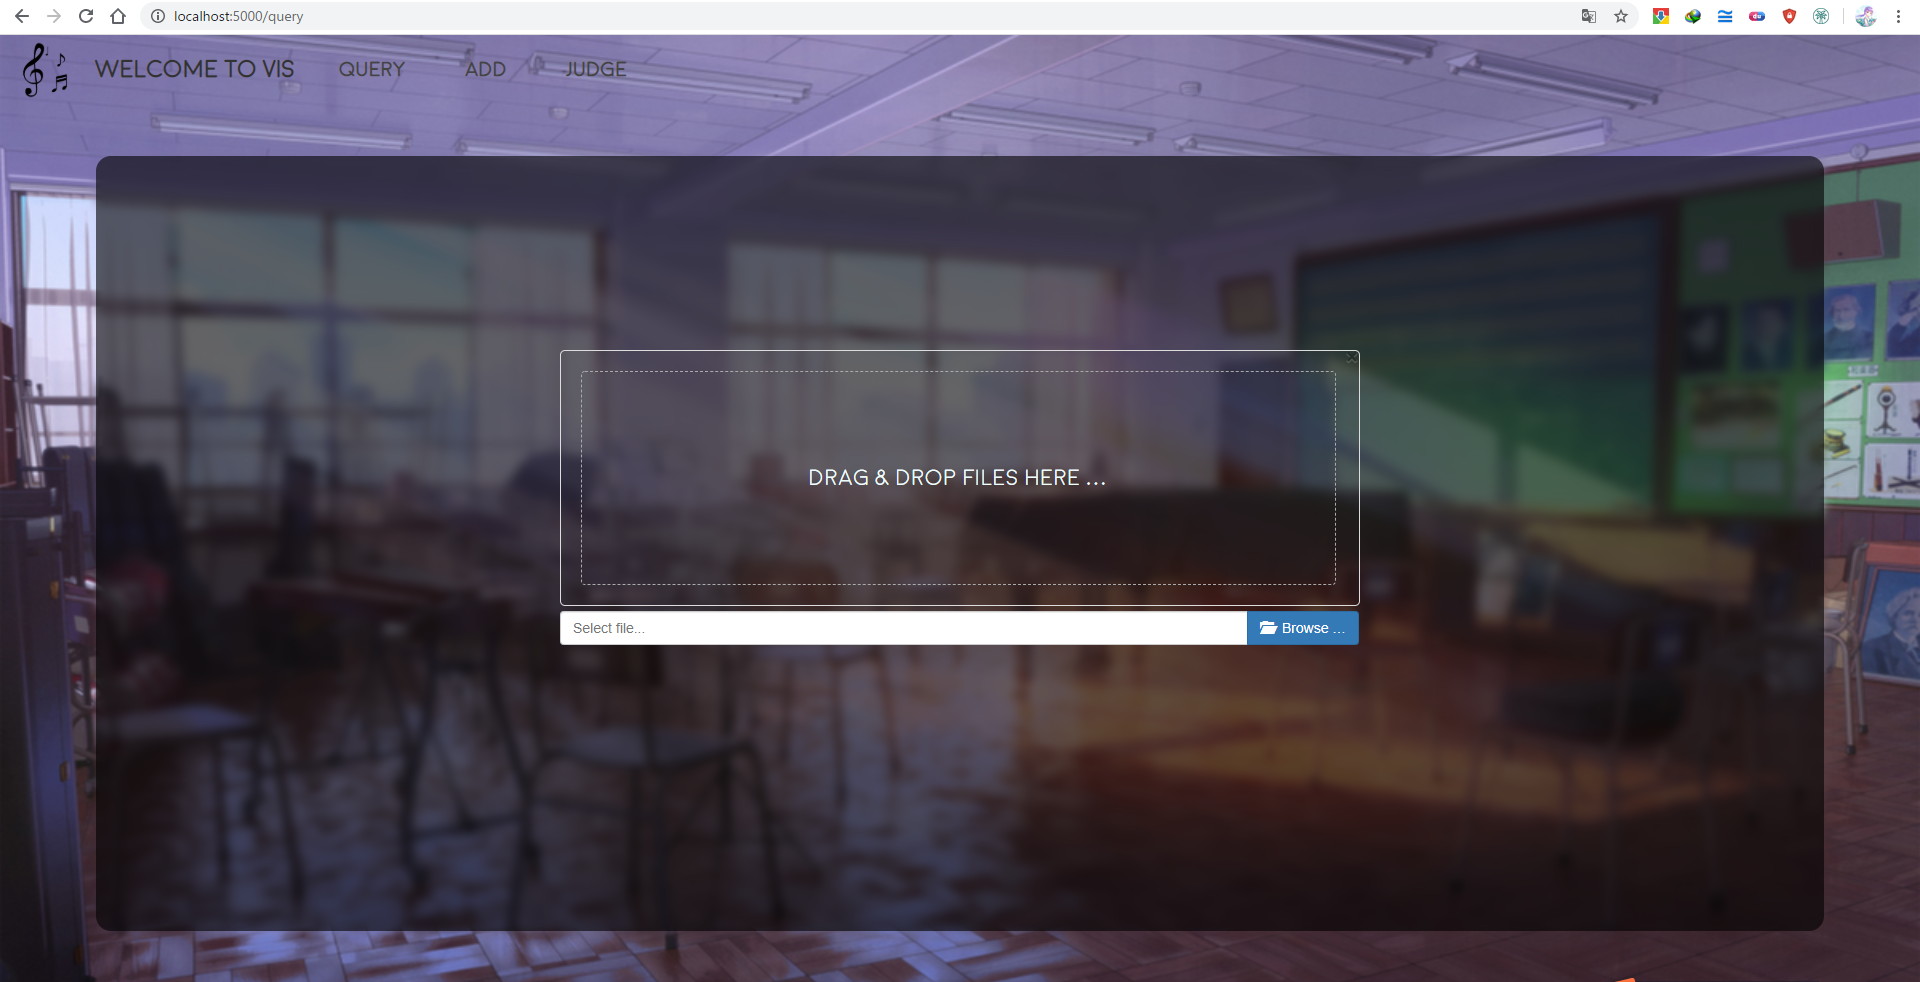 localhost:5000/query
WELCOME TO VIS QUERY ADD JUDGE
DRAG & DROP FILES HERE ...
Select file...
Browse ...